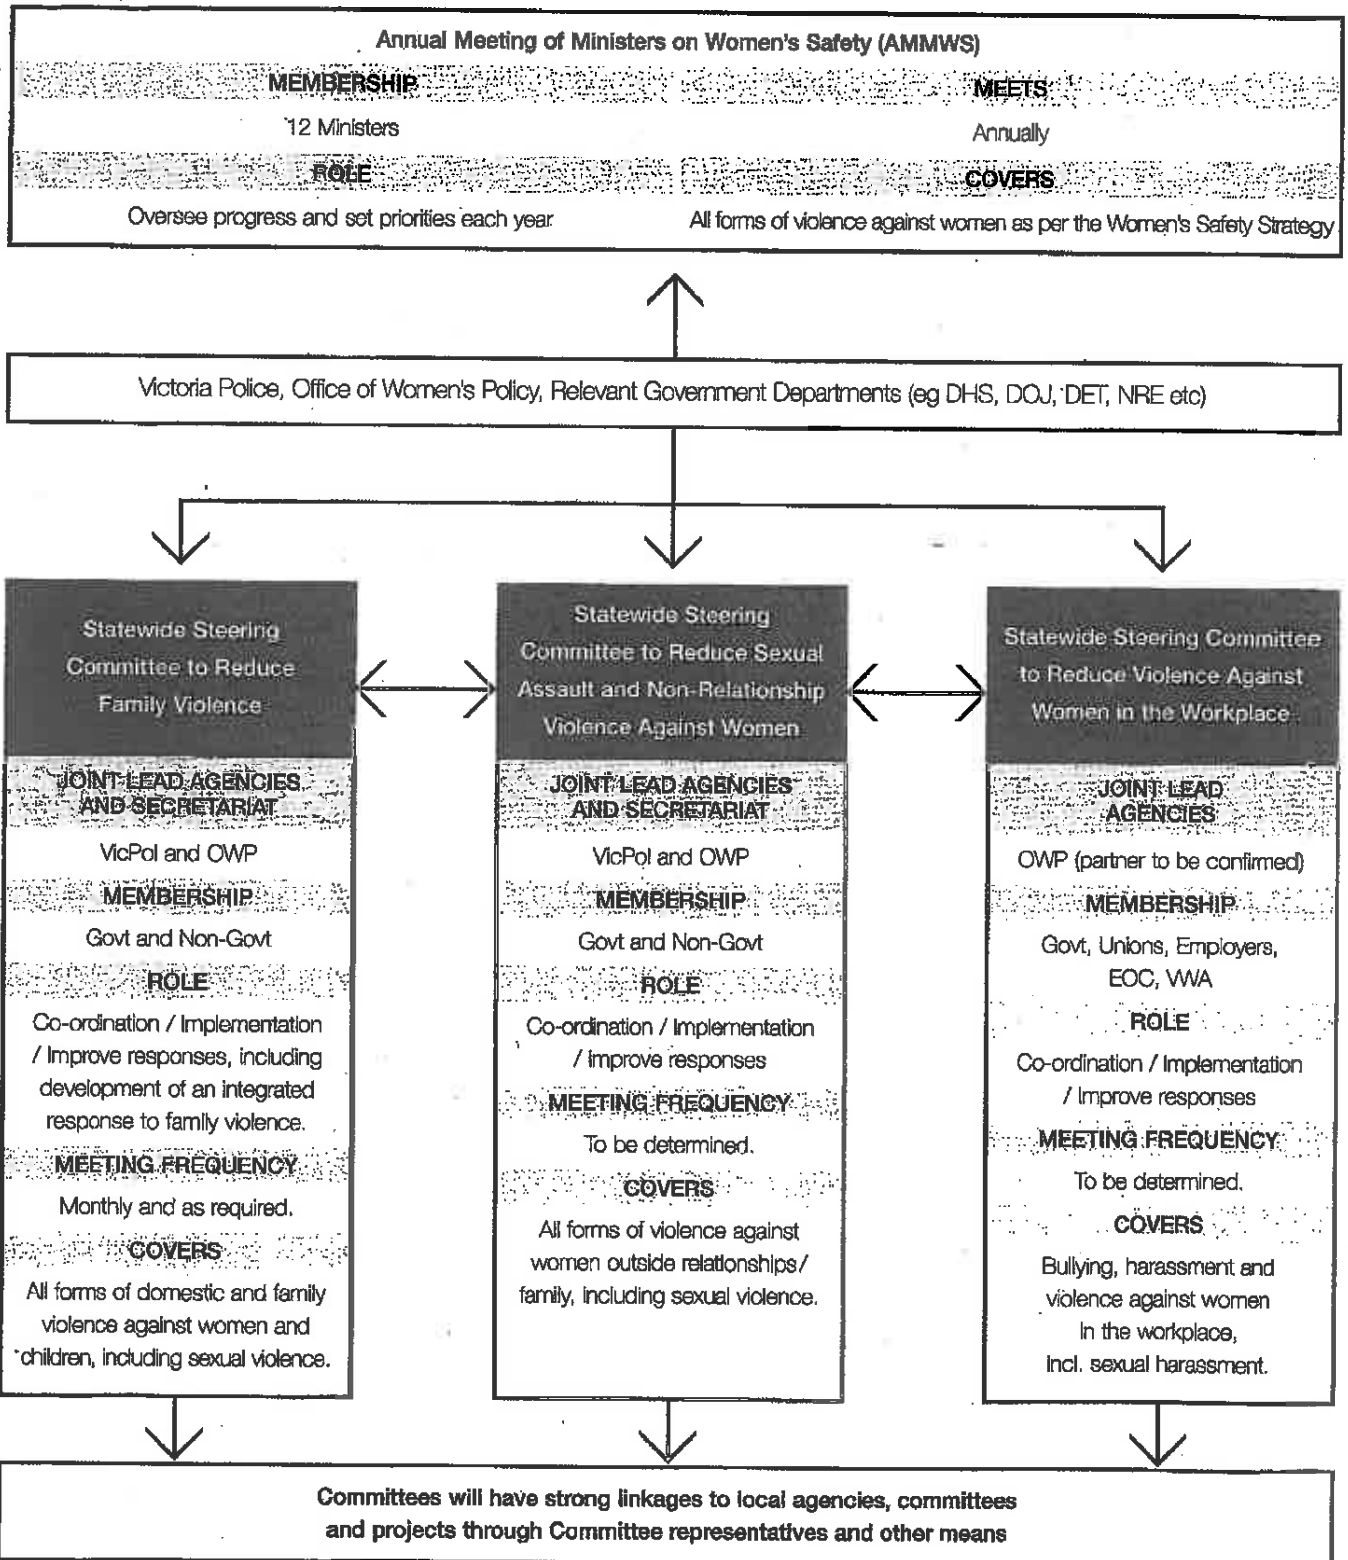 Annual Meeting of Ministers on Women's Safety (AMMWS)
MEMBERSHIP
MEETS
12 Ministers
Annually
ROLE
COVERS
Oversee progress and set priorities each year
All forms of violence against women as per the Women's Safety Strategy
Victoria Police, Office of Women's Policy, Relevant Government Departments (eg DHS, DOJ, DET, NRE etc)
Statewide Steering
Committee to Reduce
Family Violence
JOINT LEAD AGENCIES
AND SECRETARIAT
VicPol and OWP
MEMBERSHIP
Govt and Non-Govt
ROLE
Co-ordination / Implementation
/ Improve responses, including
development of an integrated
response to family violence.
MEETING FREQUENCY
Monthly and as required.
COVERS
All forms of domestic and family
violence against women and
children, including sexual violence.
Statewide Steering
Committee to Reduce Sexual
Assault and Non-Relationship
Violence Against Women
JOINT LEAD AGENCIES
AND SECRETARIAT
VicPol and OWP
MEMBERSHIP
Govt and Non-Govt
ROLE
Co-ordination / Implementation
/ Improve responses
MEETING FREQUENCY
To be determined.
COVERS
All forms of violence against
women outside relationships/
family, including sexual violence.
Statewide Steering Committee
to Reduce Violence Against
Women in the Workplace
JOINT LEAD
AGENCIES
OWP (partner to be confirmed)
MEMBERSHIP
Govt, Unions, Employers,
EOC, VWA
ROLE
Co-ordination / Implementation
/ Improve responses
MEETING FREQUENCY
To be determined.
COVERS
Bullying, harassment and
violence against women
in the workplace,
incl. sexual harassment.
Committees will have strong linkages to local agencies, committees
and projects through Committee representatives and other means